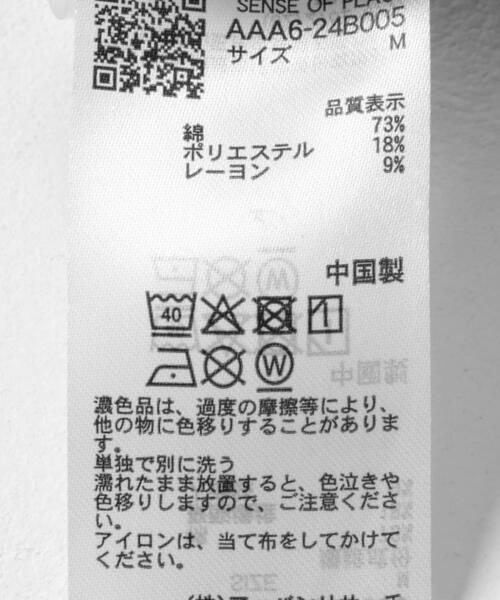 SENSE OF PLACE
AAA6-24B005
サイズ M
品質表示
綿 73%
ポリエステル 18%
レーヨン 9%
中国製
40
W
濃色品は、過度の摩擦等により、
他の物に色移りすることがありま
す。
単独で別に洗う
濡れたまま放置すると、色泣きや
色移りしますので、ご注意くださ
い。
アイロンは、当て布をしてかけて
ください。